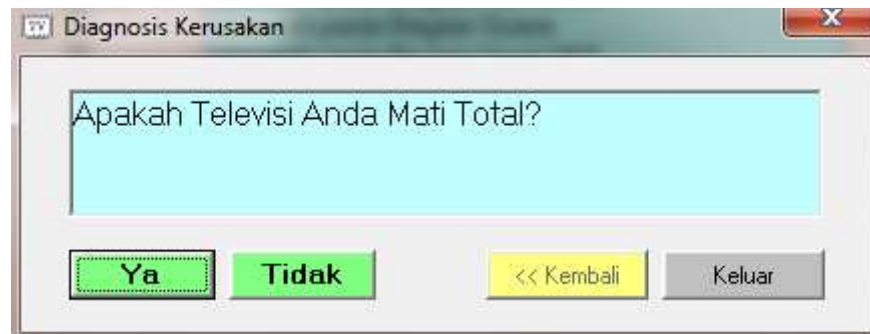 Diagnosis Kerusakan
Apakah Televisi Anda Mati Total?
Ya
Tidak
<< Kembali
Keluar